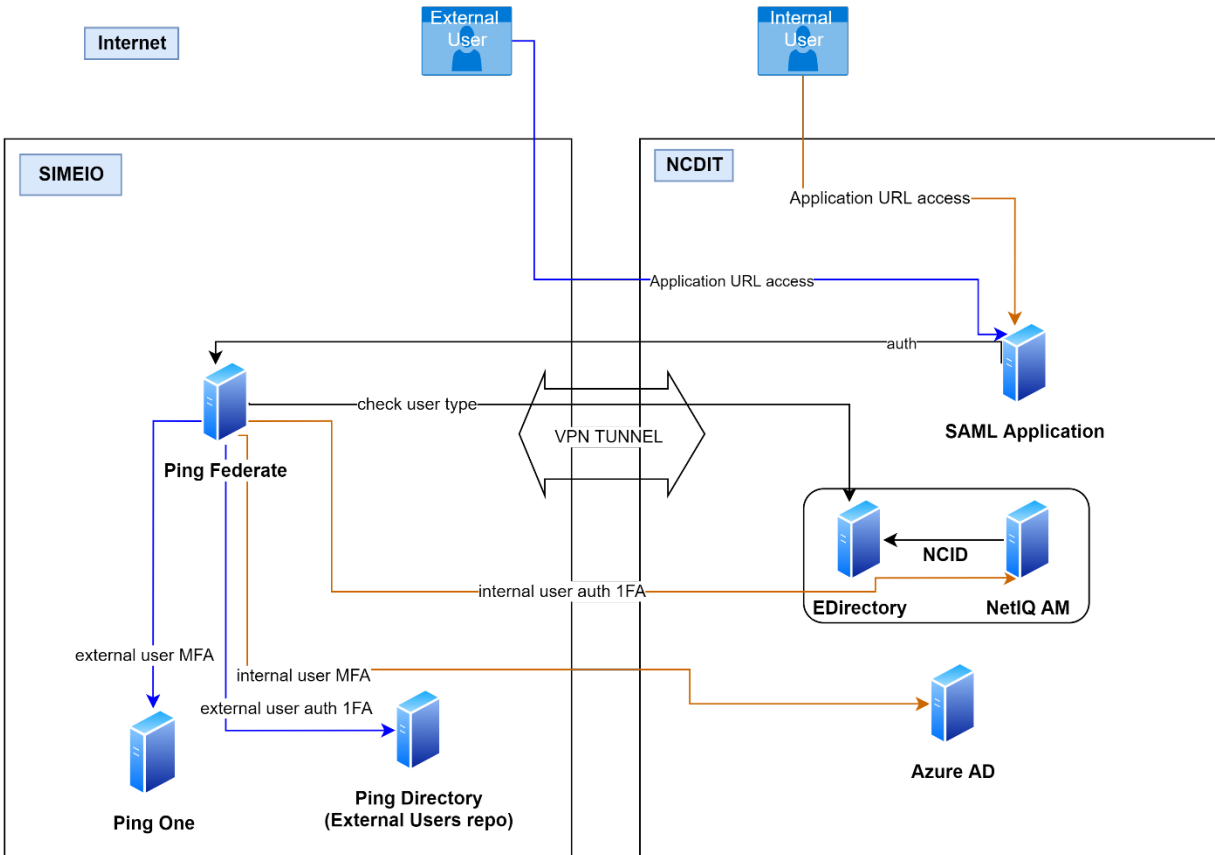 External
User
Internal
User
Internet
SIMEIO
NCDIT
Application URL access
Application URL access
auth
check user type
VPN TUNNEL
SAML Application
Ping Federate
NCID
internal user auth 1FA
EDirectory
NetIQ AM
external user MFA
internal user MFA
external user auth 1FA
Ping One
Ping Directory
(External Users repo)
Azure AD